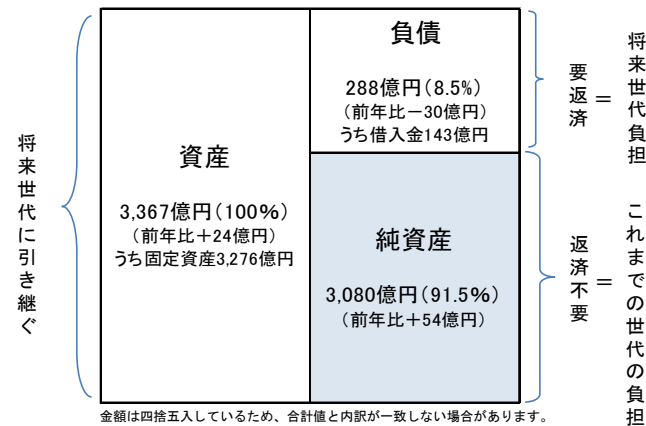 将来世代に引き継ぐ
資産
3,367億円（100％）
（前年比＋24億円）
うち固定資産3,276億円
負債
288億円（8.5%）
（前年比－30億円）
うち借入金143億円
純資産
3,080億円（91.5％）
（前年比＋54億円）
要返済
＝
将来世代負担
返済不要
＝
これまでの世代の負担
金額は四捨五入しているため、合計値と内訳が一致しない場合があります。